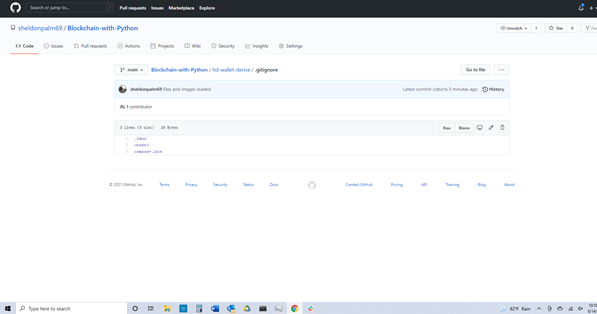 Search or jump to... /
Pull requests Issues Marketplace Explore
sheldonpalm69 / Blockchain-with-Python
Unwatch 1 Star 0
Code Issues Pull requests Actions Projects Wiki Security Insights Settings
main Blockchain-with-Python / hd-wallet-derive / .gitignore
Go to file ...
sheldonpalm69 files and images loaded
5 minutes ago History
1 contributor
3 lines (3 sloc) 29 Bytes
Raw Blame
1 .idea/
2 vendor/
3 composer.lock
© 2021 GitHub, Inc. Terms Privacy Security Status Docs Contact GitHub Pricing API Training Blog About
Type here to search
82°F Rain